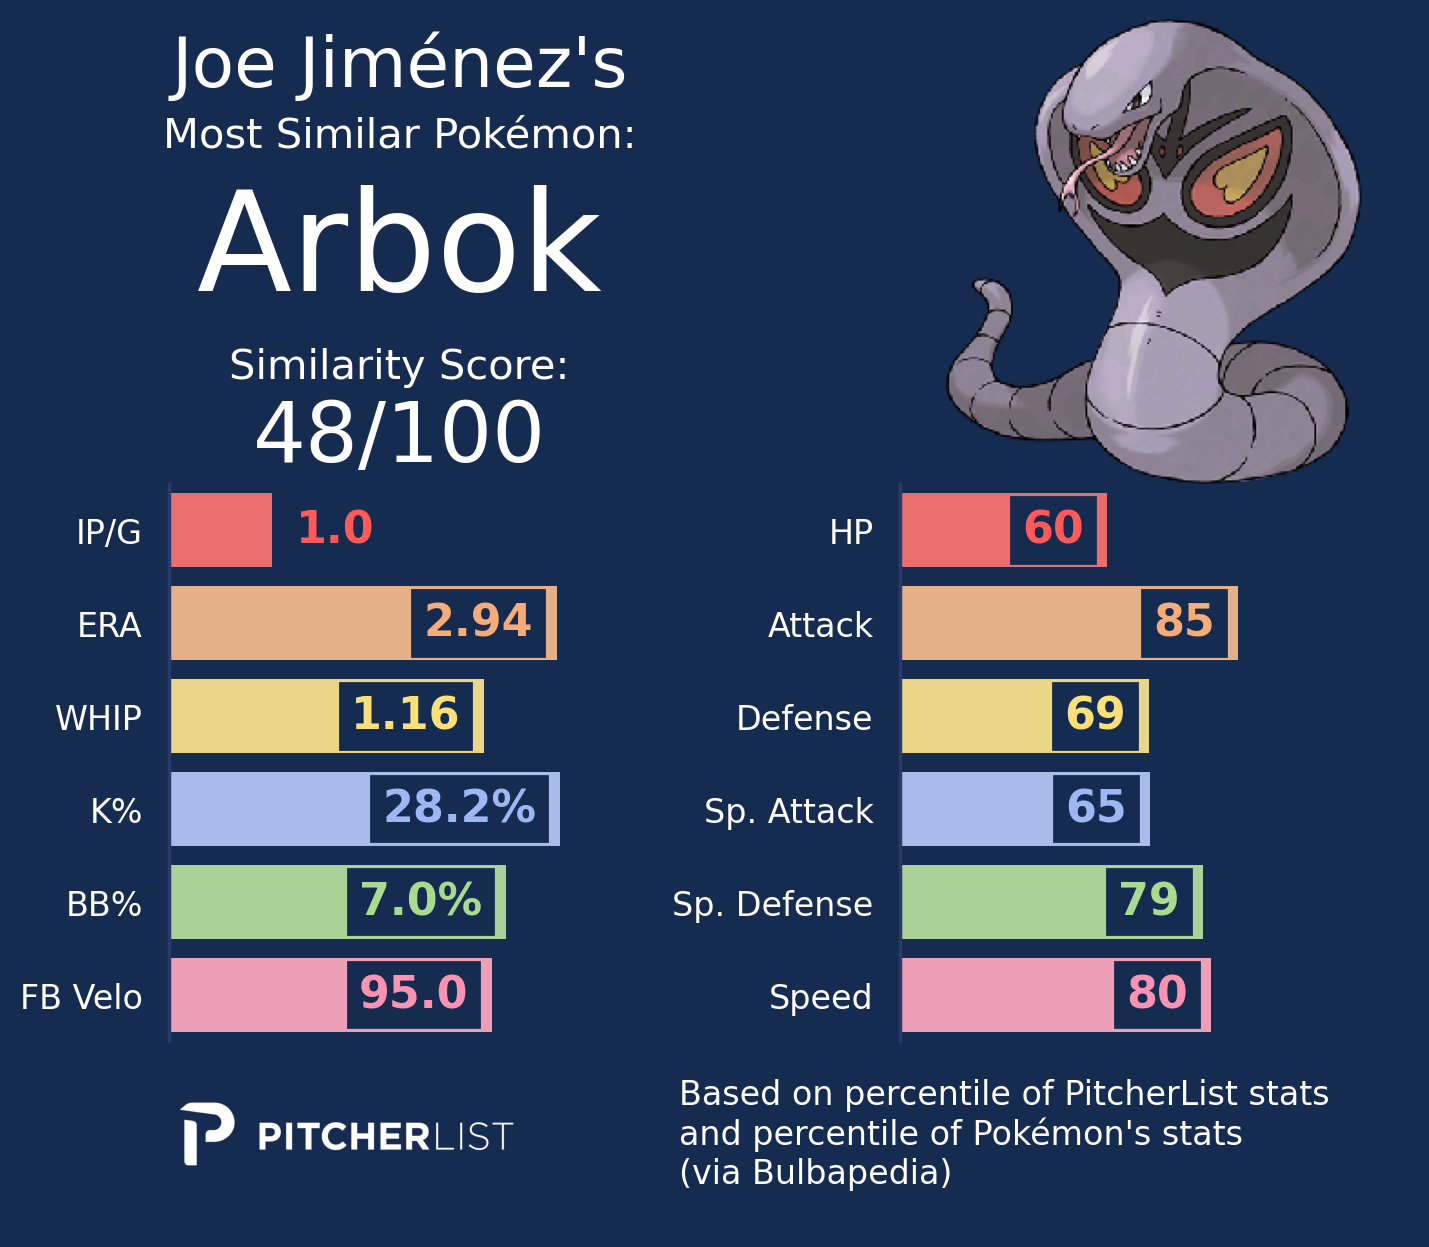 Joe Jiménez's
Most Similar Pokémon:
Arbok
Similarity Score:
48/100
IP/G 1.0
ERA 2.94
WHIP 1.16
K% 28.2%
BB% 7.0%
FB Velo 95.0
HP 60
Attack 85
Defense 69
Sp. Attack 65
Sp. Defense 79
Speed 80
PITCHERLIST
Based on percentile of PitcherList stats
and percentile of Pokémon's stats
(via Bulbapedia)